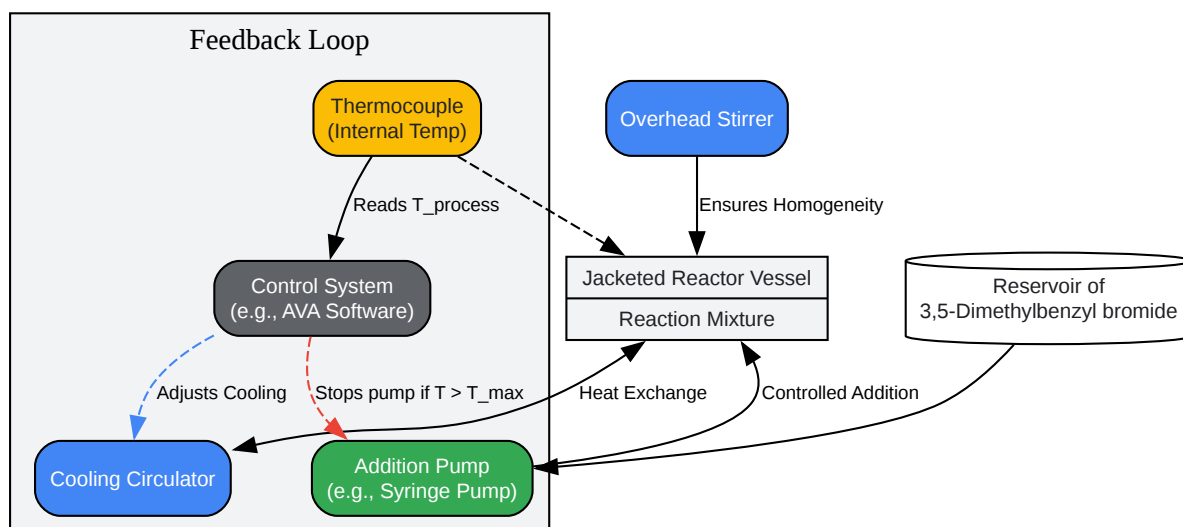 Feedback Loop
Thermocouple
(Internal Temp)
Overhead Stirrer
Reads T_process
Ensures Homogeneity
Control System
(e.g., AVA Software)
Jacketed Reactor Vessel
Reaction Mixture
Reservoir of
3,5-Dimethylbenzyl bromide
Adjusts Cooling
Stops pump if T > T_max
Heat Exchange
Controlled Addition
Cooling Circulator
Addition Pump
(e.g., Syringe Pump)